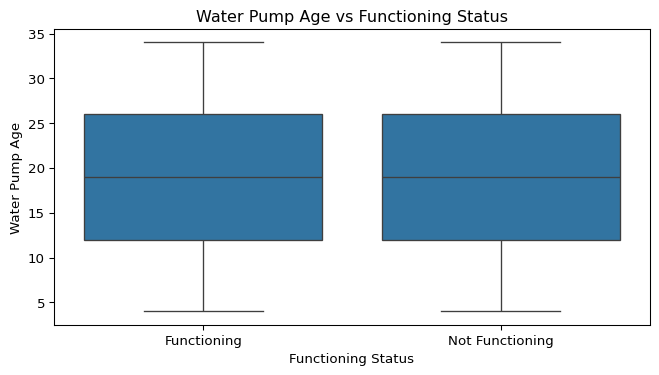 Water Pump Age vs Functioning Status
35
30
25
20
15
10
5
Water Pump Age
Functioning
Not Functioning
Functioning Status